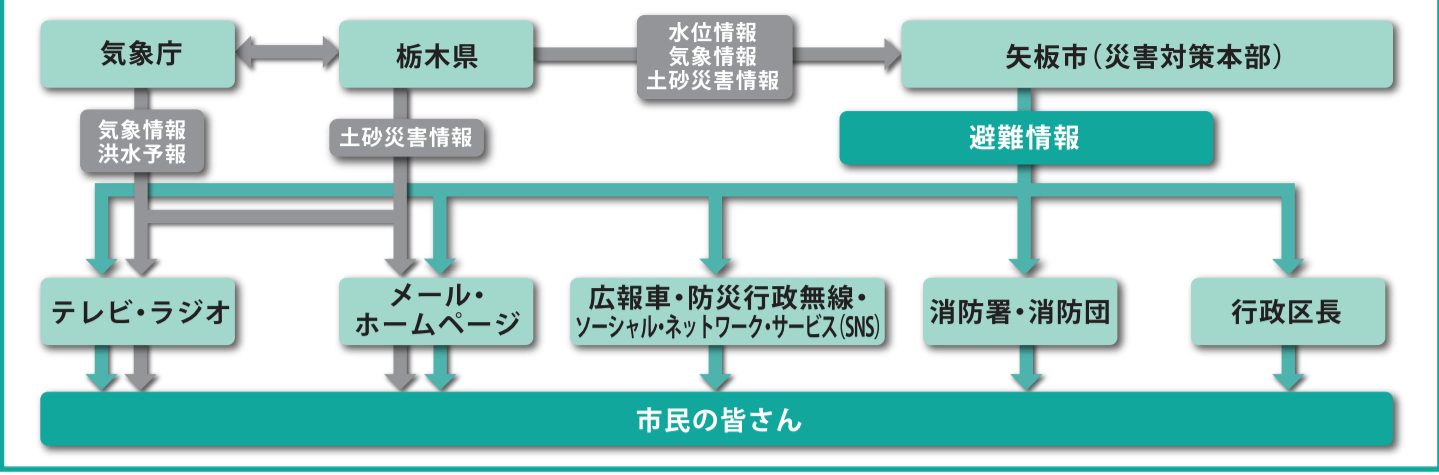 気象庁
栃木県
水位情報
気象情報
土砂災害情報
矢板市(災害対策本部)
気象情報
洪水予報
土砂災害情報
避難情報
テレビ・ラジオ
メール・
ホームページ
広報車・防災行政無線・
ソーシャル・ネットワーク・サービス(SNS)
消防署・消防団
行政区長
市民の皆さん